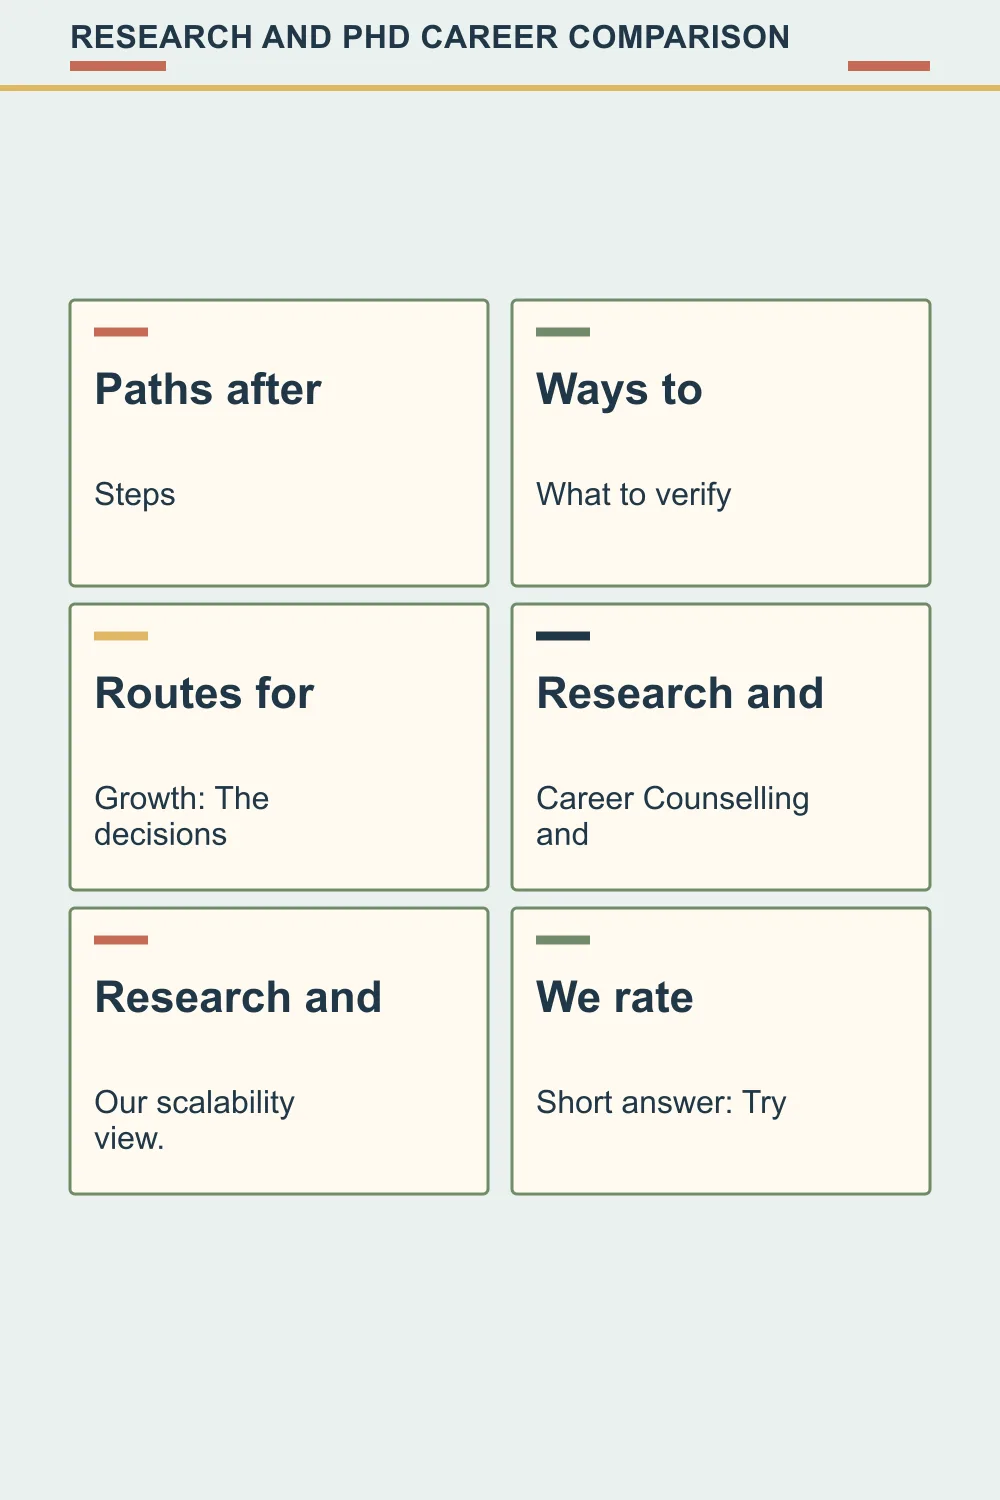 RESEARCH AND PHD CAREER COMPARISON
Paths after
Steps
Ways to
What to verify
Routes for
Growth: The
decisions
Research and
Career Counselling
and
Research and
Our scalability
view.
We rate
Short answer: Try